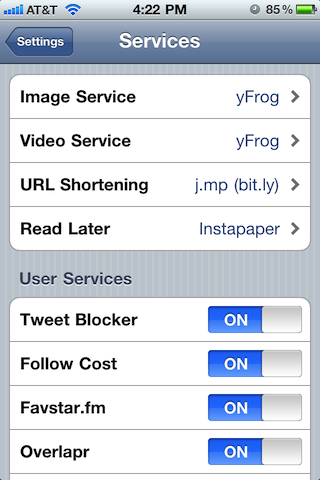 AT&T 4:22 PM 85%
Settings Services
Image Service yFrog
Video Service yFrog
URL Shortening j.mp (bit.ly)
Read Later Instapaper
User Services
Tweet Blocker ON
Follow Cost ON
Favstar.fm ON
Overlapr ON